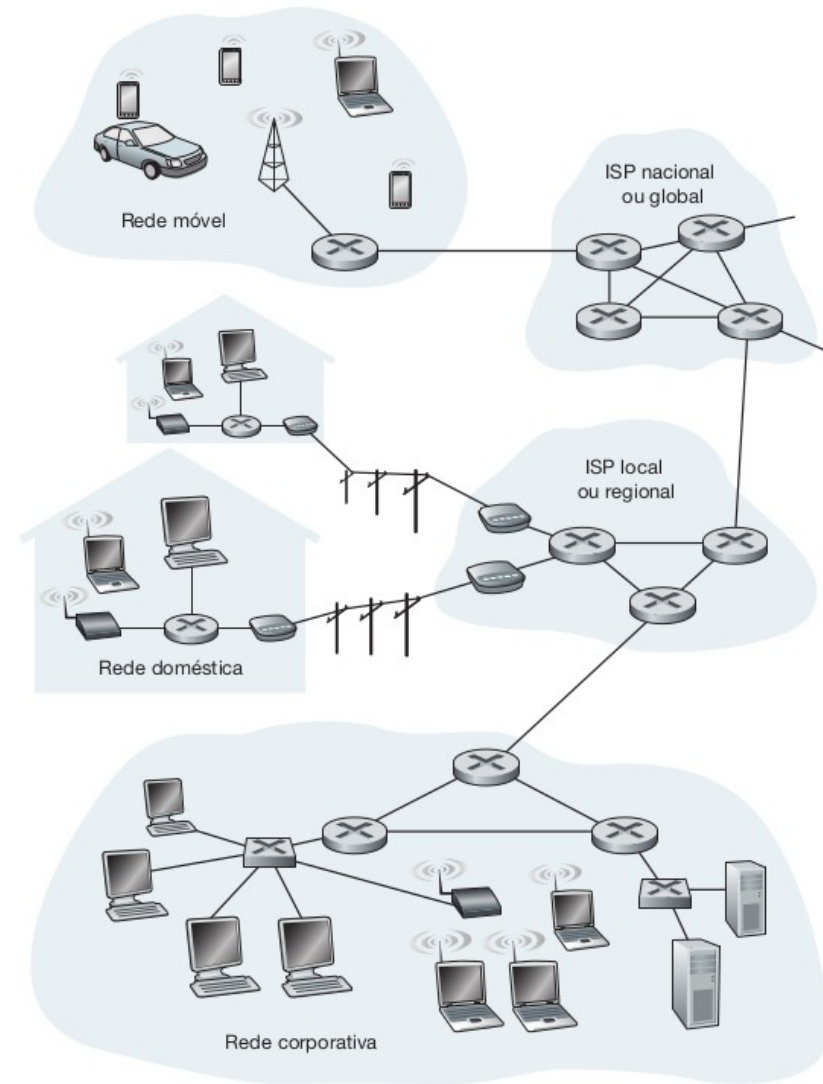 Rede móvel
ISP nacional
ou global
ISP local
ou regional
Rede doméstica
Rede corporativa